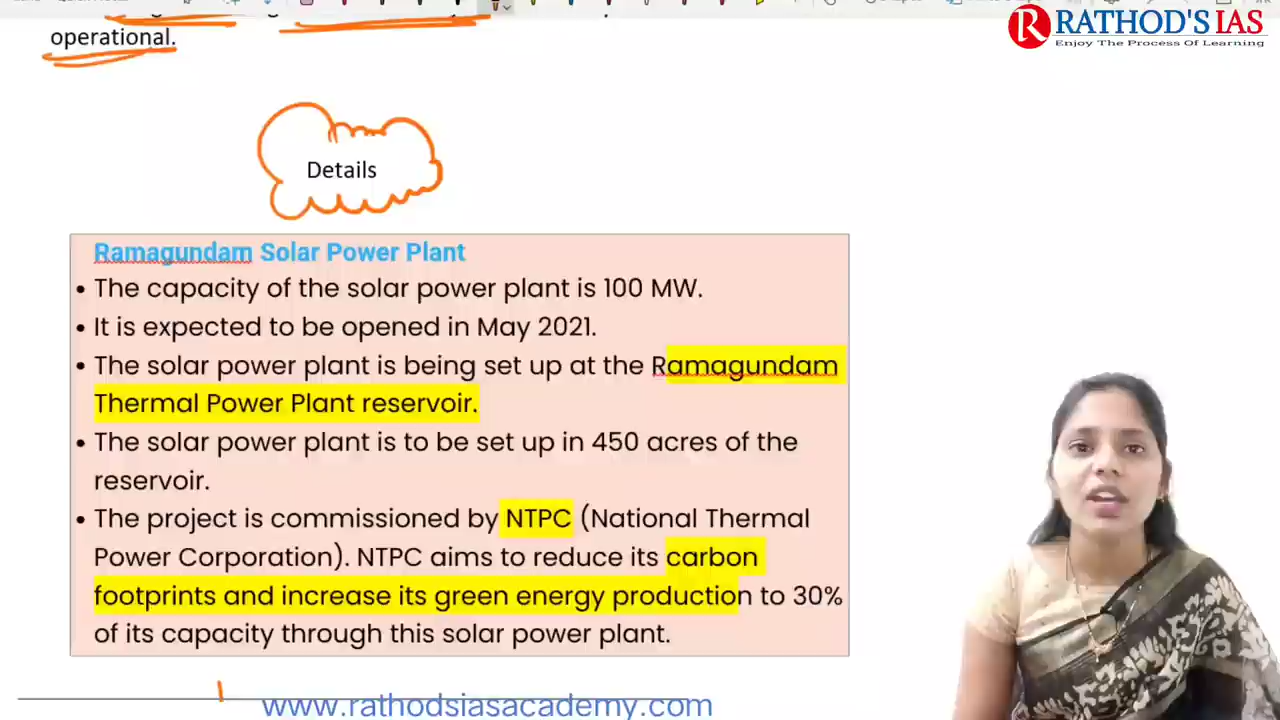 RATHOD'S IAS
Enjoy The Process Of Learning
operational.
Details
Ramagundam Solar Power Plant
• The capacity of the solar power plant is 100 MW.
• It is expected to be opened in May 2021.
• The solar power plant is being set up at the Ramagundam
Thermal Power Plant reservoir.
• The solar power plant is to be set up in 450 acres of the
reservoir.
• The project is commissioned by NTPC (National Thermal
Power Corporation). NTPC aims to reduce its carbon
footprints and increase its green energy production to 30%
of its capacity through this solar power plant.
www.rathodsiasacademy.com